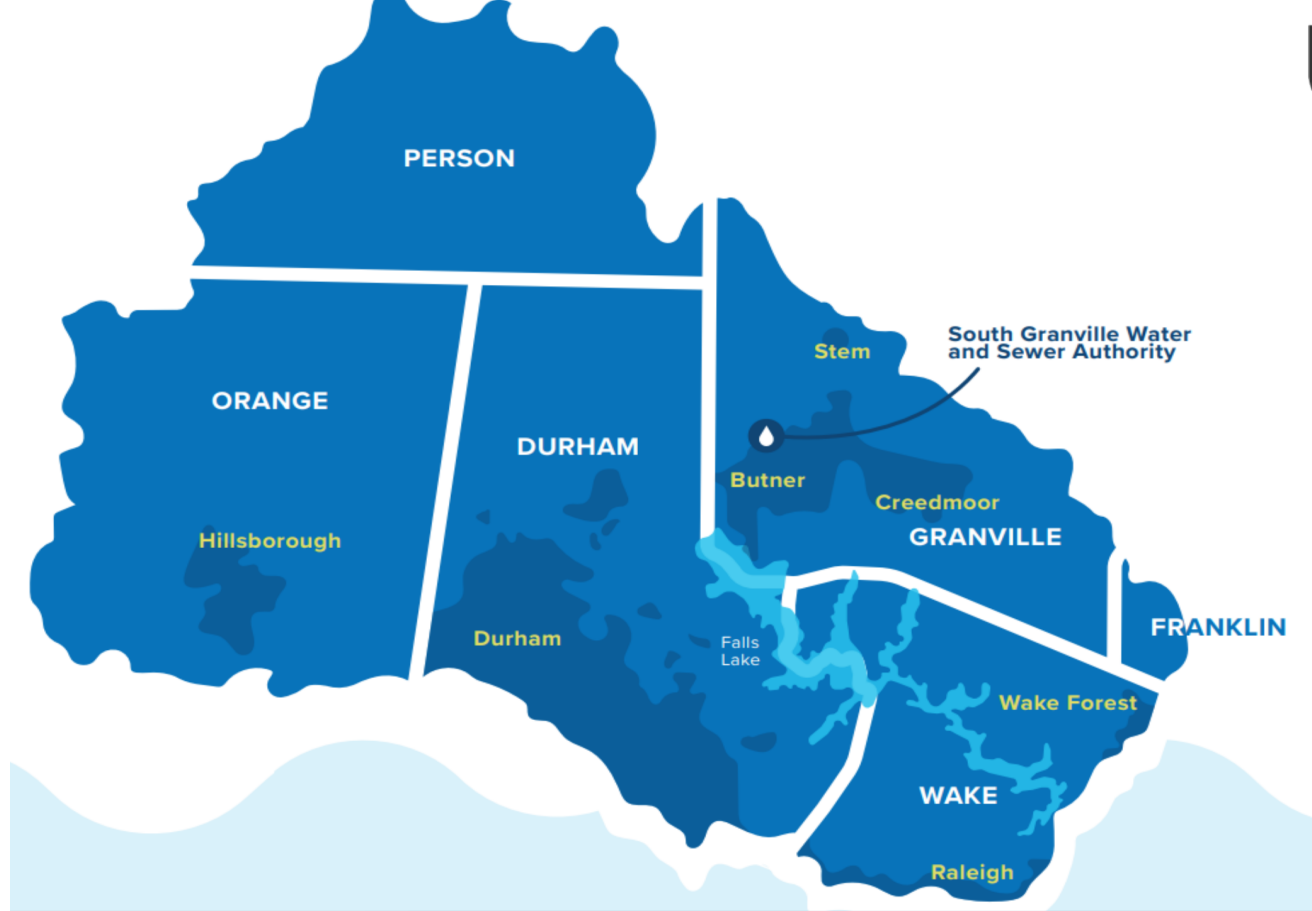 PERSON
Stem
South Granville Water
and Sewer Authority
ORANGE
DURHAM
Butner
Creedmoor
GRANVILLE
Hillsborough
Durham
Falls
Lake
FRANKLIN
Wake Forest
WAKE
Raleigh